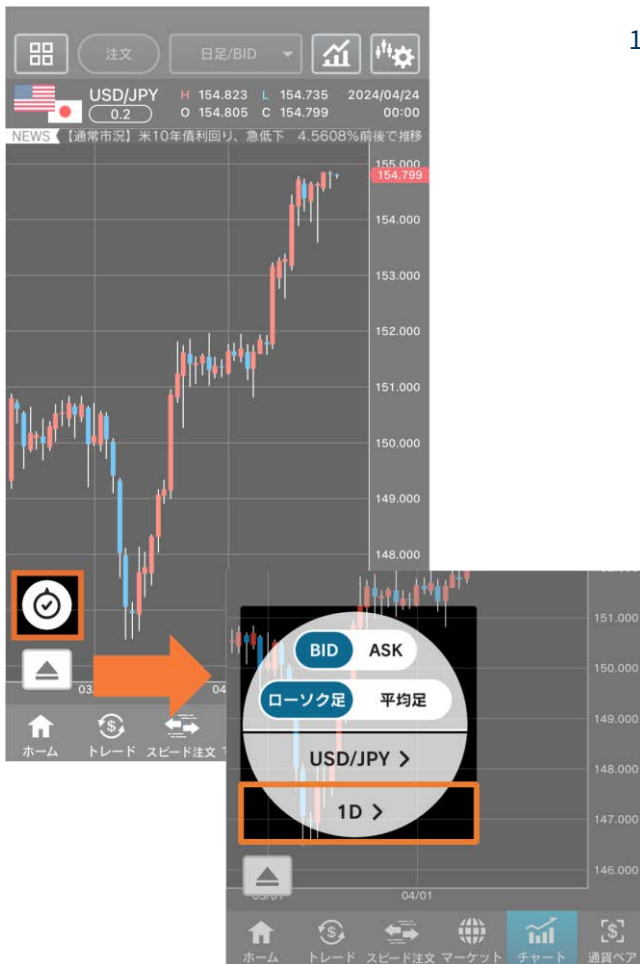 1
注文
日足/BID
USD/JPY
0.2
H 154.823 L 154.735 2024/04/24
O 154.805 C 154.799 00:00
NEWS 【通常市況】米10年債利回り、急低下 4.5608%前後で推移
155.000
154.799
154.000
153.000
152.000
151.000
150.000
149.000
148.000
03
04
ホーム
トレード
スピード注文
151.000
150.000
149.000
148.000
147.000
146.000
BID ASK
ローソク足 平均足
USD/JPY >
1D >
03/01
04/01
ホーム
トレード
スピード注文
マーケット
チャート
通貨ペア